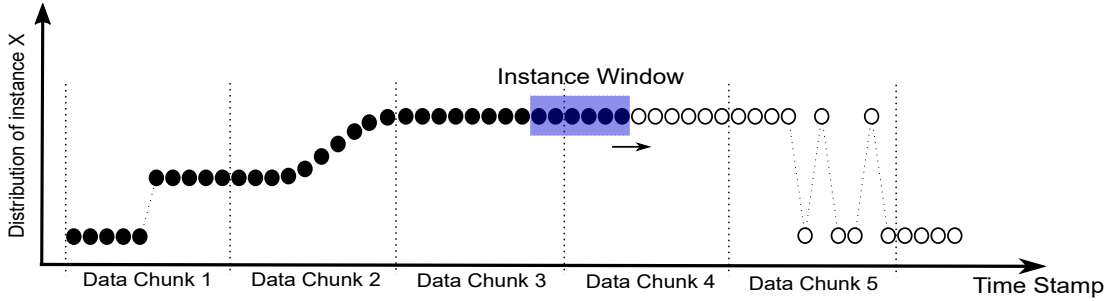 Distribution of instance X
Instance Window
Data Chunk 1
Data Chunk 2
Data Chunk 3
Data Chunk 4
Data Chunk 5
Time Stamp